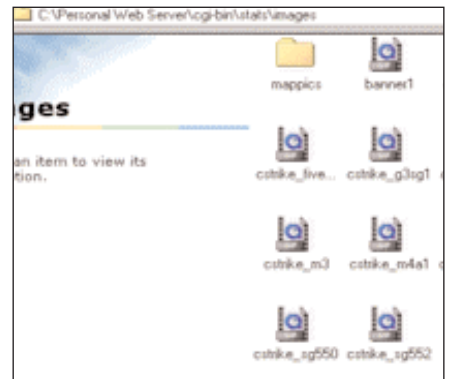 C:\Personal Web Server\cgi-bin\stats\images
mappics banner1
ges
an item to view its
tion.
cstrike_five... cstrike_g3sg1
cstrike_m3 cstrike_m4a1
cstrike_sg550 cstrike_sg552